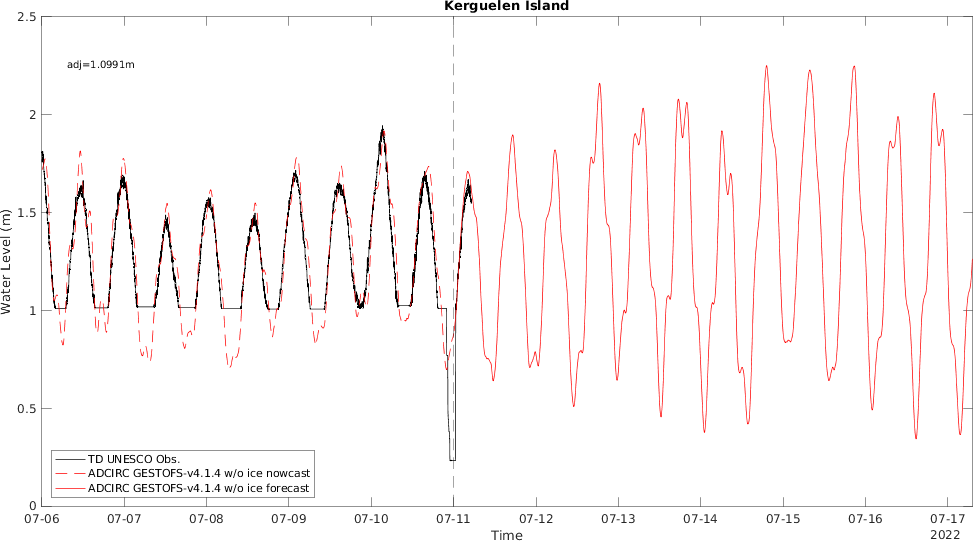 Kerguelen Island
2.5
adj=1.0991m
2
1.5
Water Level (m)
1
0.5
TD UNESCO Obs.
ADCIRC GESTOFS-v4.1.4 w/o ice nowcast
ADCIRC GESTOFS-v4.1.4 w/o ice forecast
0
07-06 07-07 07-08 07-09 07-10 07-11 07-12 07-13 07-14 07-15 07-16 07-17
Time 2022